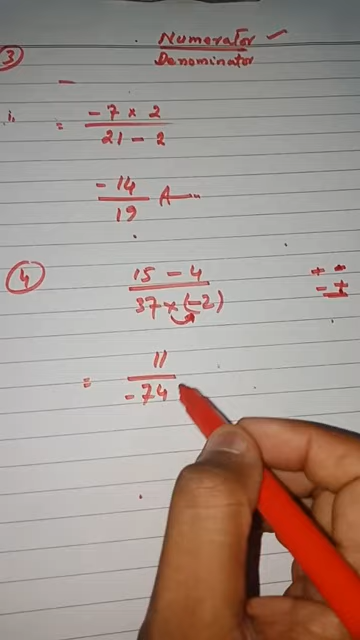 Numerator
Denominator
3
= -7 × 2
21 - 2
-14
19
4
15 - 4
37 × (-2)
+ -
- +
= 11
-74